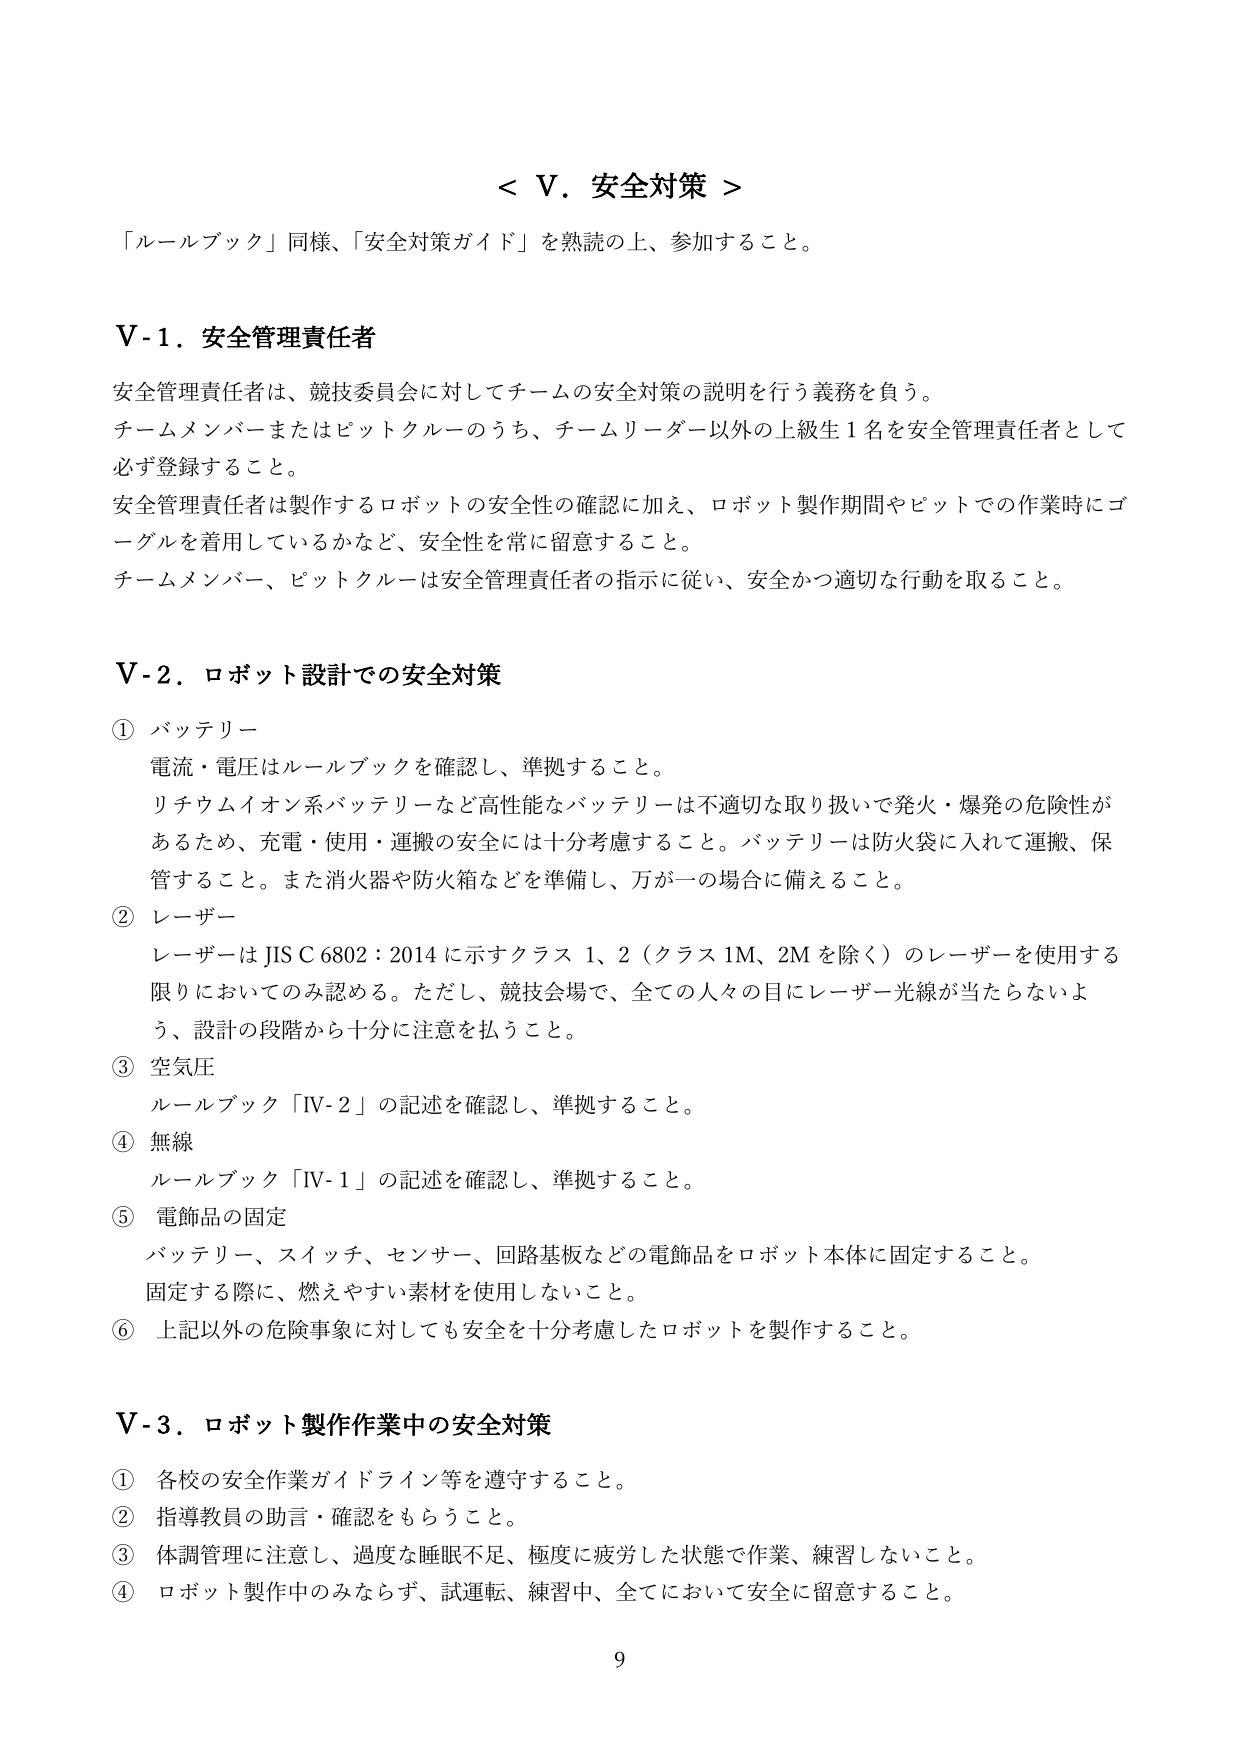 ＜ Ⅴ．安全対策 ＞
「ルールブック」同様、「安全対策ガイド」を熟読の上、参加すること。
Ⅴ-１．安全管理責任者
安全管理責任者は、競技委員会に対してチームの安全対策の説明を行う義務を負う。
チームメンバーまたはピットクルーのうち、チームリーダー以外の上級生１名を安全管理責任者として
必ず登録すること。
安全管理責任者は製作するロボットの安全性の確認に加え、ロボット製作期間やピットでの作業時にゴ
ーグルを着用しているかなど、安全性を常に留意すること。
チームメンバー、ピットクルーは安全管理責任者の指示に従い、安全かつ適切な行動を取ること。
Ⅴ-２．ロボット設計での安全対策
① バッテリー
電流・電圧はルールブックを確認し、準拠すること。
リチウムイオン系バッテリーなど高性能なバッテリーは不適切な取り扱いで発火・爆発の危険性が
あるため、充電・使用・運搬の安全には十分考慮すること。バッテリーは防火袋に入れて運搬、保
管すること。また消火器や防火箱などを準備し、万が一の場合に備えること。
② レーザー
レーザーは JIS C 6802：2014 に示すクラス 1、2（クラス 1M、2M を除く）のレーザーを使用する
限りにおいてのみ認める。ただし、競技会場で、全ての人々の目にレーザー光線が当たらないよ
う、設計の段階から十分に注意を払うこと。
③ 空気圧
ルールブック「Ⅳ-２」の記述を確認し、準拠すること。
④ 無線
ルールブック「Ⅳ-１」の記述を確認し、準拠すること。
⑤ 電飾品の固定
バッテリー、スイッチ、センサー、回路基板などの電飾品をロボット本体に固定すること。
固定する際に、燃えやすい素材を使用しないこと。
⑥ 上記以外の危険事象に対しても安全を十分考慮したロボットを製作すること。
Ⅴ-３．ロボット製作作業中の安全対策
① 各校の安全作業ガイドライン等を遵守すること。
② 指導教員の助言・確認をもらうこと。
③ 体調管理に注意し、過度な睡眠不足、極度に疲労した状態で作業、練習しないこと。
④ ロボット製作中のみならず、試運転、練習中、全てにおいて安全に留意すること。
9